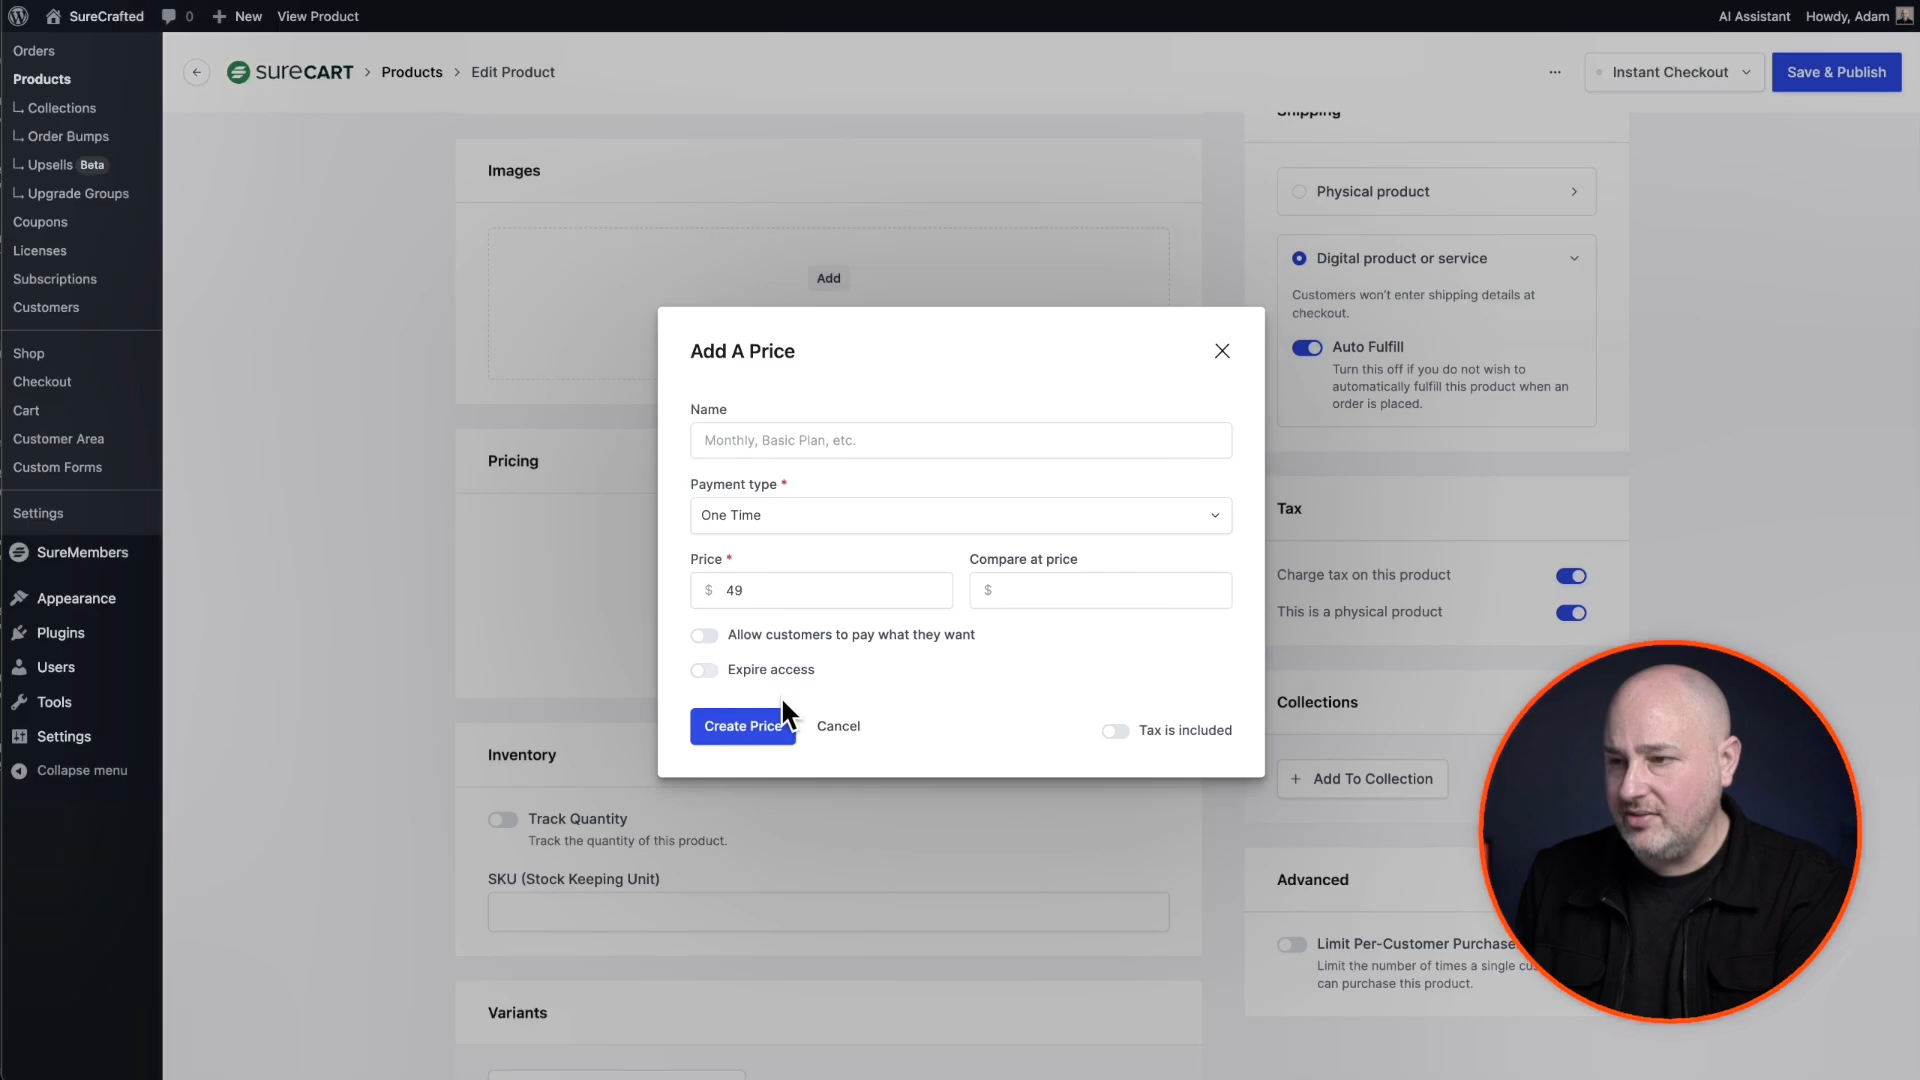 SureCrafted 0 New View Product AI Assistant Howdy, Adam
Orders
Products
Collections
Order Bumps
Upsells Beta
Upgrade Groups
Coupons
Licenses
Subscriptions
Customers
Shop
Checkout
Cart
Customer Area
Custom Forms
Settings
SureMembers
Appearance
Plugins
Users
Tools
Settings
Collapse menu
SURECART > Products > Edit Product
... Instant Checkout Save & Publish
Images
Add
Pricing
Inventory
Track Quantity
Track the quantity of this product.
SKU (Stock Keeping Unit)
Variants
Add A Price
Name
Monthly, Basic Plan, etc.
Payment type *
One Time
Price * Compare at price
$ 49 $
Allow customers to pay what they want
Expire access
Create Price Cancel Tax is included
Shipping
Physical product
Digital product or service
Customers won't enter shipping details at
checkout.
Auto Fulfill
Turn this off if you do not wish to
automatically fulfill this product when an
order is placed.
Tax
Charge tax on this product
This is a physical product
Collections
+ Add To Collection
Advanced
Limit Per-Customer Purchase
Limit the number of times a single
can purchase this product.